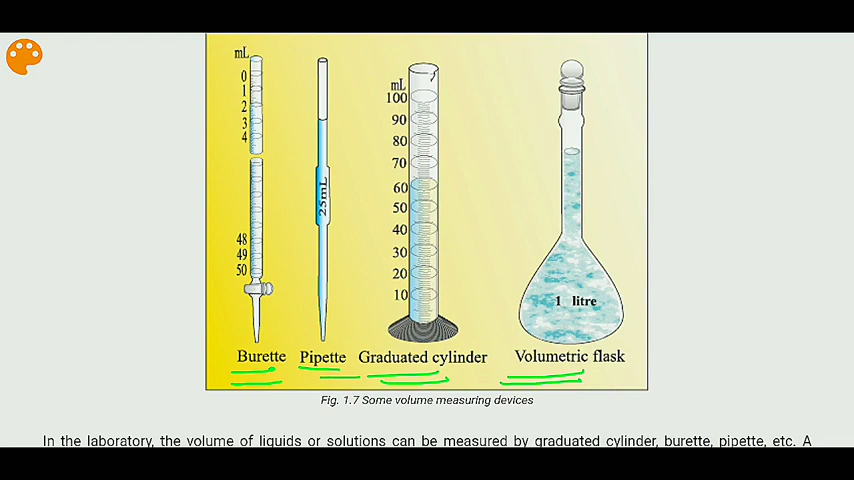 mL
0
1
2
3
4
48
49
50
25mL
mL
100
90
80
70
60
50
40
30
20
10
1 litre
Burette Pipette Graduated cylinder Volumetric flask
Fig. 1.7 Some volume measuring devices
In the laboratory, the volume of liquids or solutions can be measured by graduated cylinder, burette, pipette, etc. A